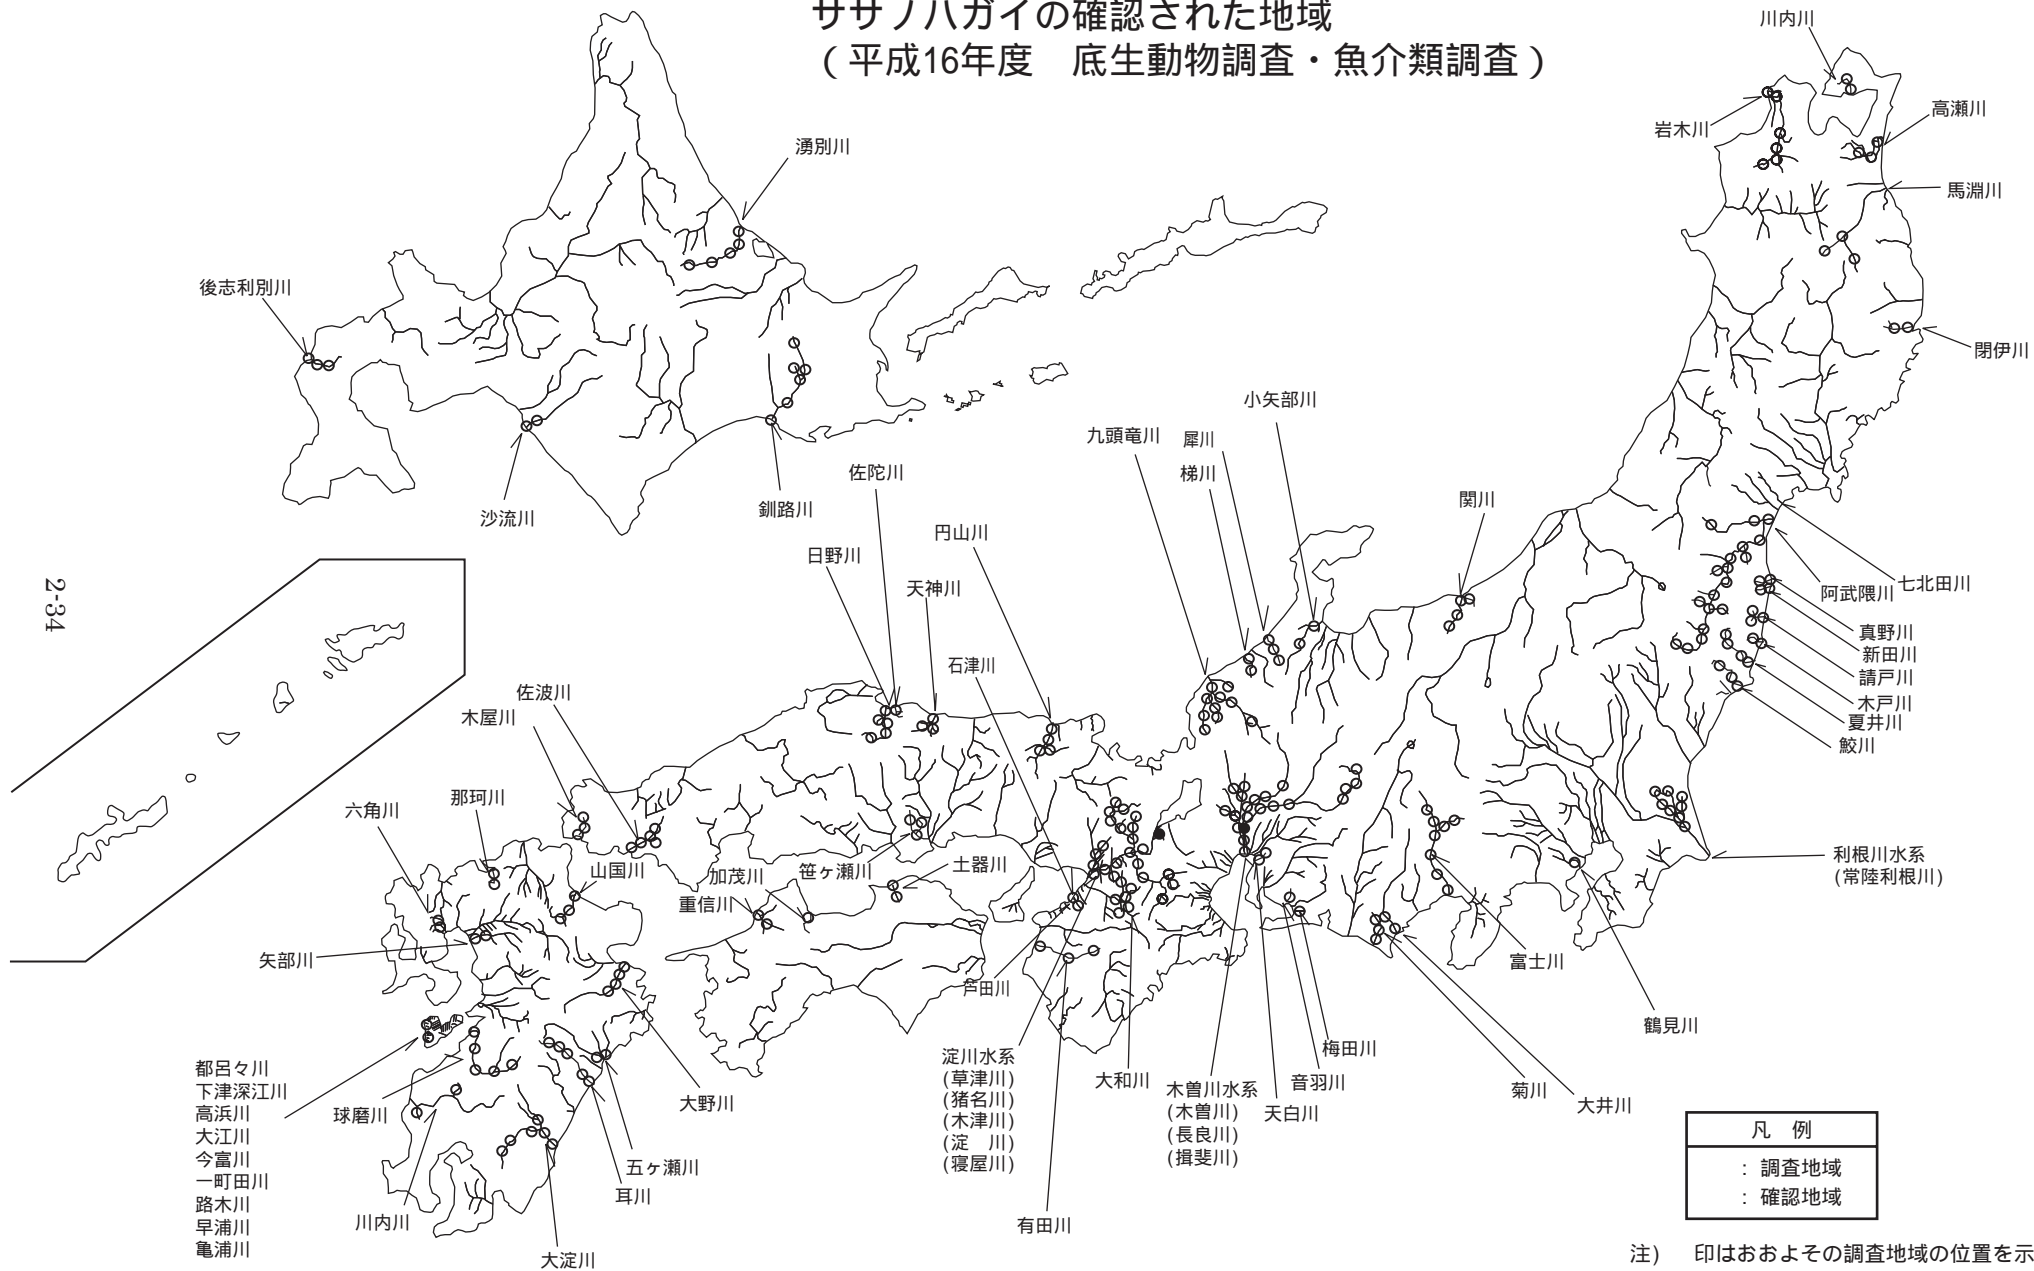 ササノハガイの確認された地域
（平成16年度　底生動物調査・魚介類調査）
川内川
岩木川
高瀬川
馬淵川
閉伊川
湧別川
後志利別川
沙流川
釧路川
2-34
小矢部川
九頭竜川
犀川
梯川
関川
佐陀川
日野川
円山川
天神川
石津川
佐波川
木屋川
那珂川
六角川
七北田川
阿武隈川
真野川
新田川
請戸川
木戸川
夏井川
鮫川
利根川水系
(常陸利根川)
山国川
加茂川
重信川
笹ヶ瀬川
土器川
矢部川
芦田川
富士川
鶴見川
都呂々川
下津深江川
高浜川
大江川
今富川
一町田川
路木川
早浦川
亀浦川
球磨川
川内川
大淀川
大野川
五ヶ瀬川
耳川
淀川水系
(草津川)
(猪名川)
(木津川)
(淀　川)
(寝屋川)
有田川
大和川
木曽川水系
(木曽川)
(長良川)
(揖斐川)
天白川
音羽川
梅田川
菊川
大井川
凡　例
：調査地域
：確認地域
注)　印はおおよその調査地域の位置を示